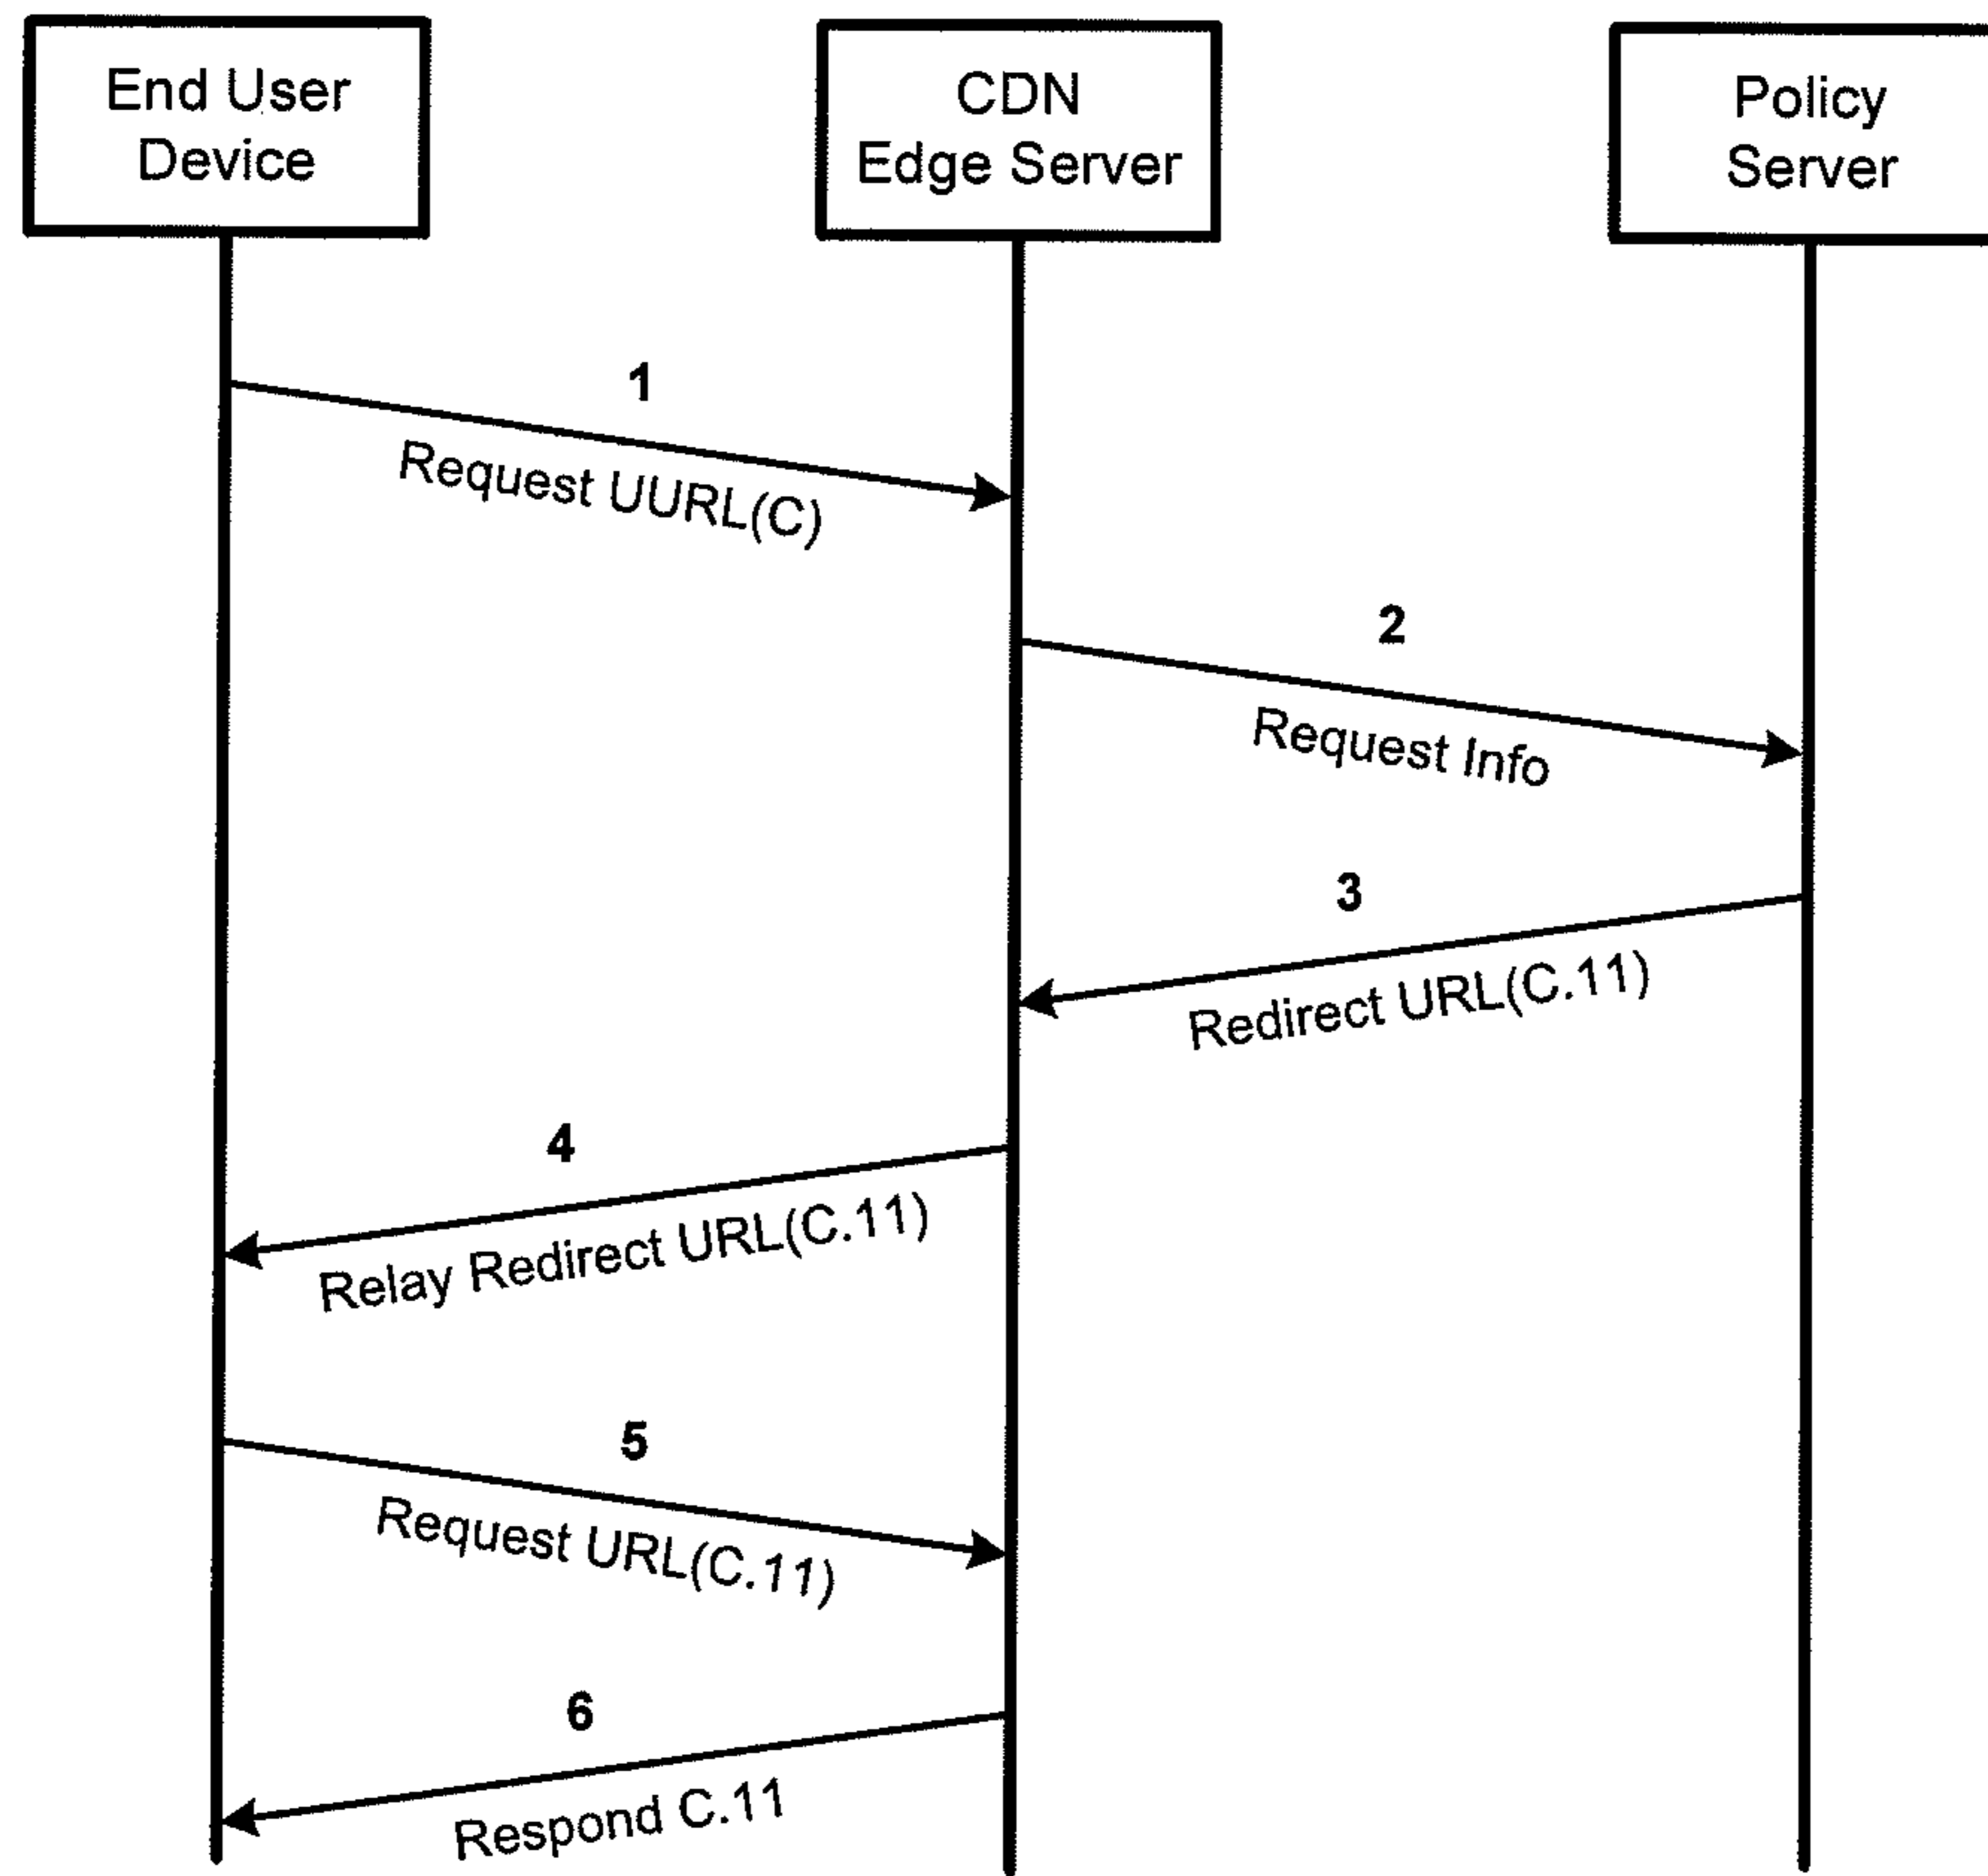 End User
Device
CDN
Edge Server
Policy
Server
1
Request UURL(C)
2
Request Info
3
Redirect URL(C.11)
4
Relay Redirect URL(C.11)
5
Request URL(C.11)
6
Respond C.11